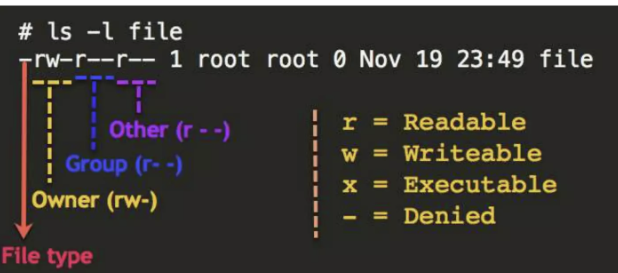 # ls -l file
-rw-r--r-- 1 root root 0 Nov 19 23:49 file
Other (r - -)
Group (r- -)
Owner (rw-)
File type
r = Readable
w = Writeable
x = Executable
- = Denied